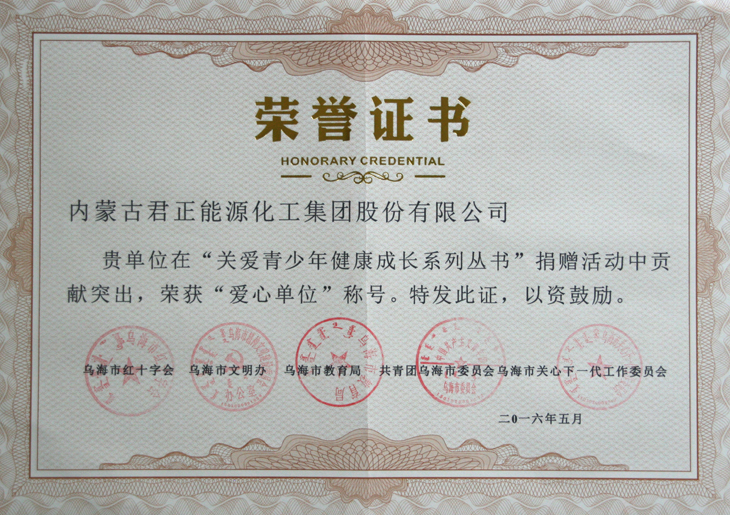 荣誉证书
HONORARY CREDENTIAL
内蒙古君正能源化工集团股份有限公司
贵单位在“关爱青少年健康成长系列丛书”捐赠活动中贡
献突出，荣获“爱心单位”称号。特发此证，以资鼓励。
乌海市红十字会 乌海市文明办 乌海市教育局 共青团乌海市委员会 乌海市关心下一代工作委员会
二〇一六年五月